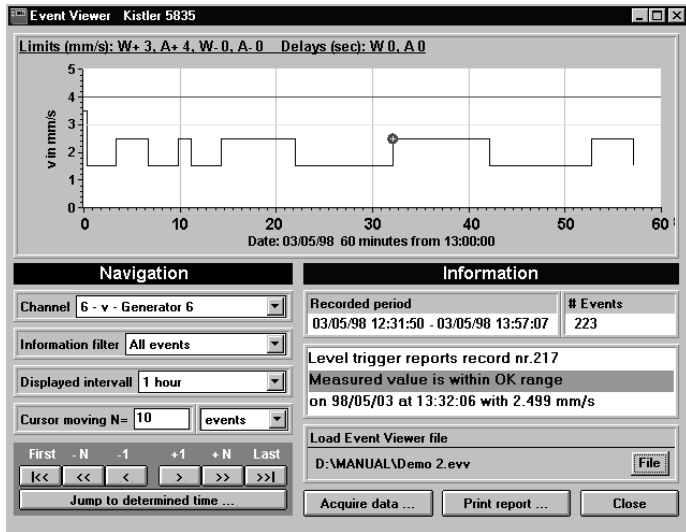 Event Viewer   Kistler 5835
Limits (mm/s): W+ 3, A+ 4, W- 0, A- 0    Delays (sec): W 0, A 0
v in mm/s
5
4
3
2
1
0
0 10 20 30 40 50 60
Date: 03/05/98  60 minutes from 13:00:00
Navigation
Channel 6 - v - Generator 6
Information filter All events
Displayed intervall 1 hour
Cursor moving N= 10 events
First - N -1 +1 + N Last
|<< << < > >> >>|
Jump to determined time ...
Information
Recorded period # Events
03/05/98 12:31:50 - 03/05/98 13:57:07 223
Level trigger reports record nr.217
Measured value is within OK range
on 98/05/03 at 13:32:06 with 2.499 mm/s
Load Event Viewer file
D:\MANUAL\Demo 2.evv File
Acquire data ... Print report ... Close